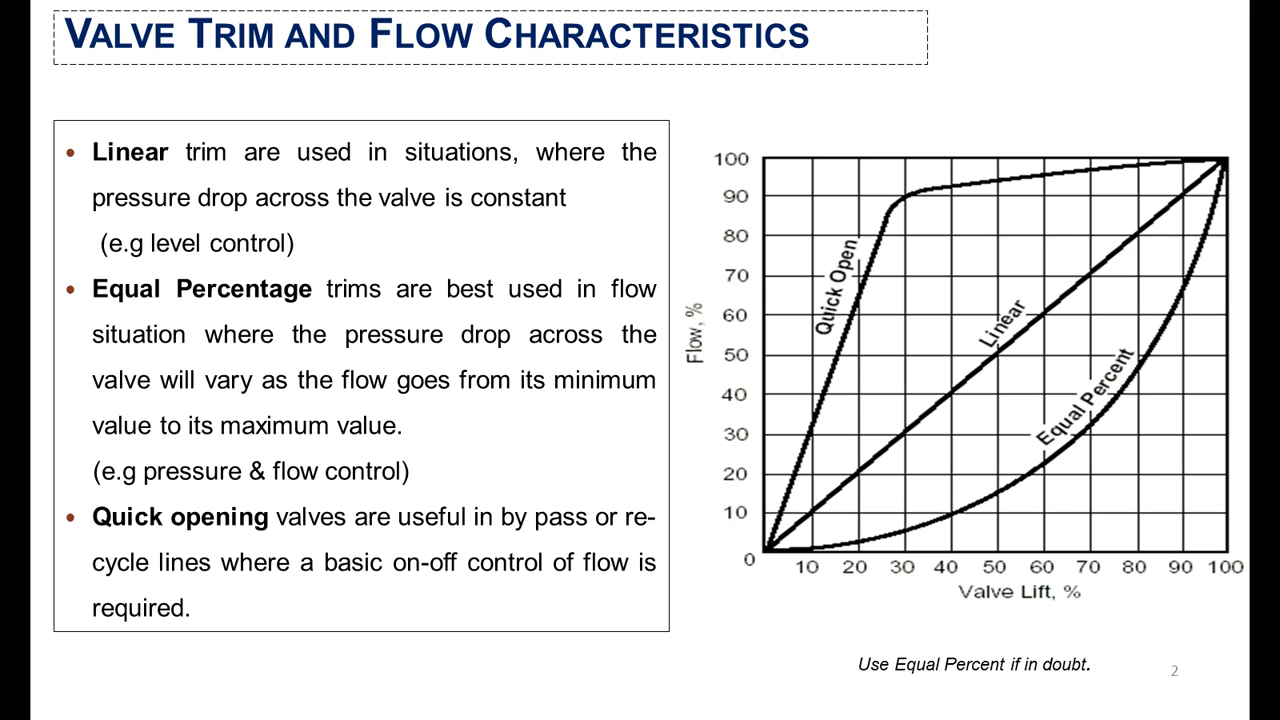 VALVE TRIM AND FLOW CHARACTERISTICS
• Linear trim are used in situations, where the
pressure drop across the valve is constant
(e.g level control)
• Equal Percentage trims are best used in flow
situation where the pressure drop across the
valve will vary as the flow goes from its minimum
value to its maximum value.
(e.g pressure & flow control)
• Quick opening valves are useful in by pass or re-
cycle lines where a basic on-off control of flow is
required.
100
90
80
70
60
50
40
30
20
10
0
Flow, %
Quick Open
Linear
Equal Percent
10 20 30 40 50 60 70 80 90 100
Valve Lift, %
Use Equal Percent if in doubt.
2